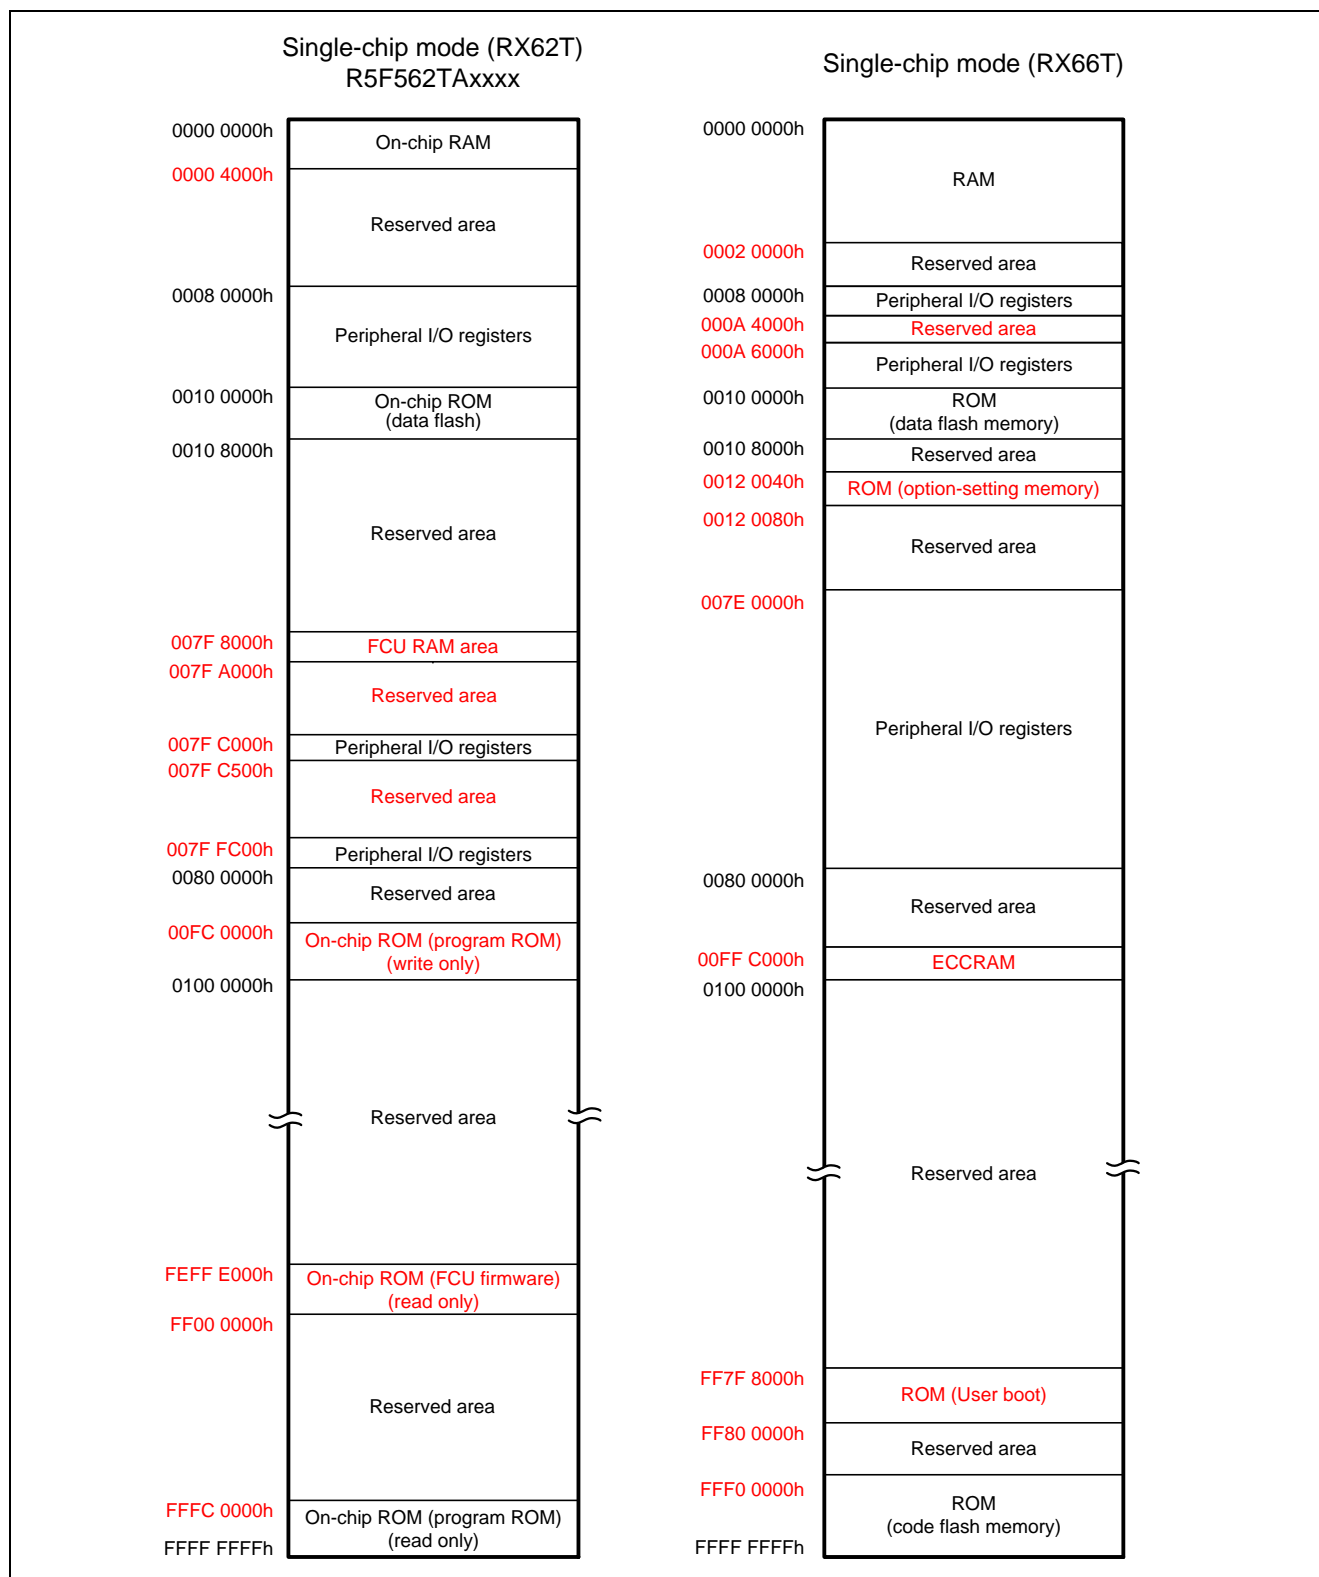 Single-chip mode (RX62T)
R5F562TAxxxx
0000 0000h
On-chip RAM
0000 4000h
Reserved area
0008 0000h
Peripheral I/O registers
0010 0000h
On-chip ROM
(data flash)
0010 8000h
Reserved area
007F 8000h
FCU RAM area
007F A000h
Reserved area
007F C000h
Peripheral I/O registers
007F C500h
Reserved area
007F FC00h
Peripheral I/O registers
0080 0000h
Reserved area
00FC 0000h
On-chip ROM (program ROM)
(write only)
0100 0000h
Reserved area
FEFF E000h
On-chip ROM (FCU firmware)
(read only)
FF00 0000h
Reserved area
FFFC 0000h
On-chip ROM (program ROM)
(read only)
FFFF FFFFh
Single-chip mode (RX66T)
0000 0000h
RAM
0002 0000h
Reserved area
0008 0000h
Peripheral I/O registers
000A 4000h
Reserved area
000A 6000h
Peripheral I/O registers
0010 0000h
ROM
(data flash memory)
0010 8000h
Reserved area
0012 0040h
ROM (option-setting memory)
0012 0080h
Reserved area
007E 0000h
Peripheral I/O registers
0080 0000h
Reserved area
00FF C000h
ECCRAM
0100 0000h
Reserved area
FF7F 8000h
ROM (User boot)
FF80 0000h
Reserved area
FFF0 0000h
ROM
(code flash memory)
FFFF FFFFh